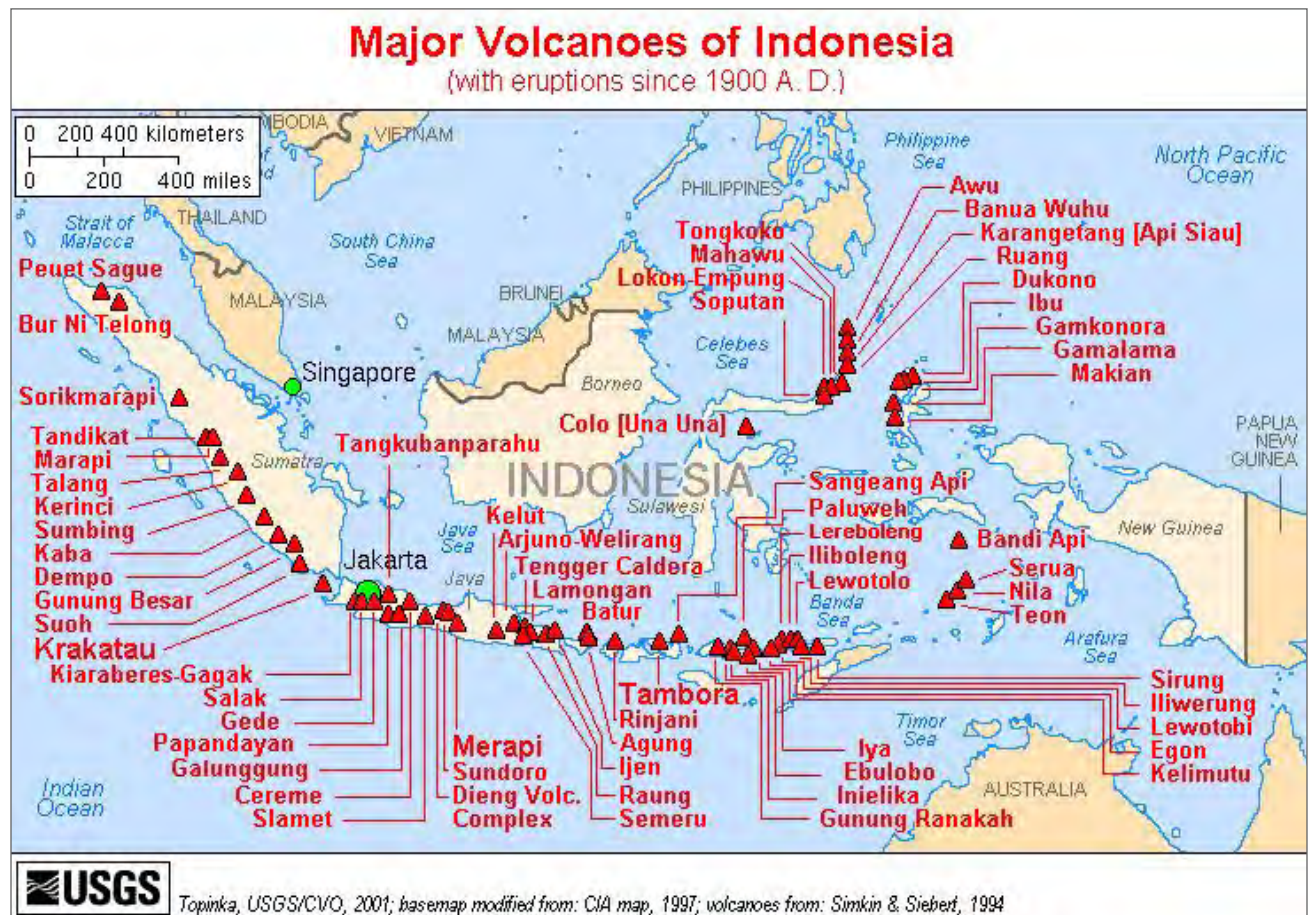 Major Volcanoes of Indonesia
(with eruptions since 1900 A. D.)
0 200 400 kilometers
0 200 400 miles
VIETNAM
THAILAND
Strait of
Malacca
South China
Sea
PHILIPPINES
Philippine
Sea
North Pacific
Ocean
Peuet Sague
Bur Ni Telong
MALAYSIA
Singapore
BRUNEI
MALAYSIA
Borneo
Celebes
Sea
Tongkoko
Mahawu
Lokon-Empung
Soputan
Awu
Banua Wuhu
Karangetang [Api Siau]
Ruang
Dukono
Ibu
Gamkonora
Gamalama
Makian
Colo [Una Una]
PAPUA
NEW
GUINEA
Sorikmarapi
Tandikat
Marapi
Talang
Kerinci
Sumbing
Kaba
Dempo
Gunung Besar
Suoh
Krakatau
Sumatra
Tangkubanparahu
INDONESIA
Sulawesi
New Guinea
Jakarta
Java
Sea
Java
Kelut
Arjuno-Welirang
Tengger Caldera
Lamongan
Batur
Sangeang Api
Paluweh
Lereboleng
Iliboleng
Lewotolo
Banda
Sea
Bandi Api
Serua
Nila
Teon
Arafura
Sea
Kiaraberes-Gagak
Salak
Gede
Papandayan
Galunggung
Cereme
Slamet
Merapi
Sundoro
Dieng Volc.
Complex
Tambora
Rinjani
Agung
Ijen
Raung
Semeru
Iya
Ebulobo
Inielika
Gunung Ranakah
Sirung
Iliwerung
Lewotobi
Egon
Kelimutu
Timor
Sea
AUSTRALIA
Indian
Ocean
USGS
Topinka, USGS/CVO, 2001; basemap modified from: CIA map, 1997; volcanoes from: Simkin & Siebert, 1994